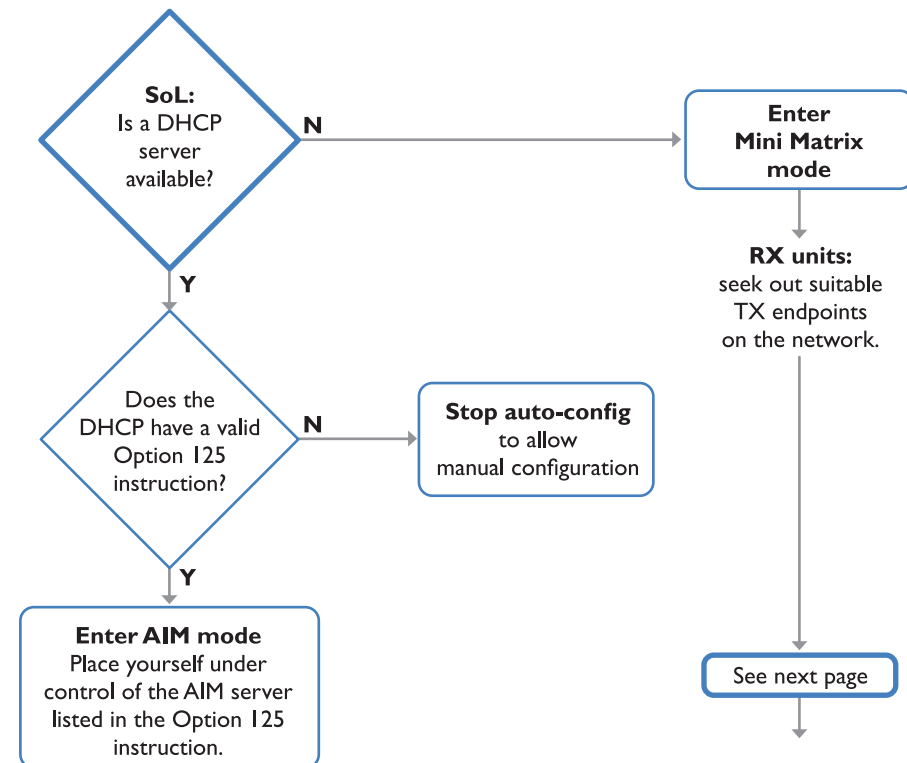 SoL:
Is a DHCP
server
available?
N
Enter
Mini Matrix
mode
Y
RX units:
seek out suitable
TX endpoints
on the network.
Does the
DHCP have a valid
Option 125
instruction?
N
Stop auto-config
to allow
manual configuration
Y
Enter AIM mode
Place yourself under
control of the AIM server
listed in the Option 125
instruction.
See next page